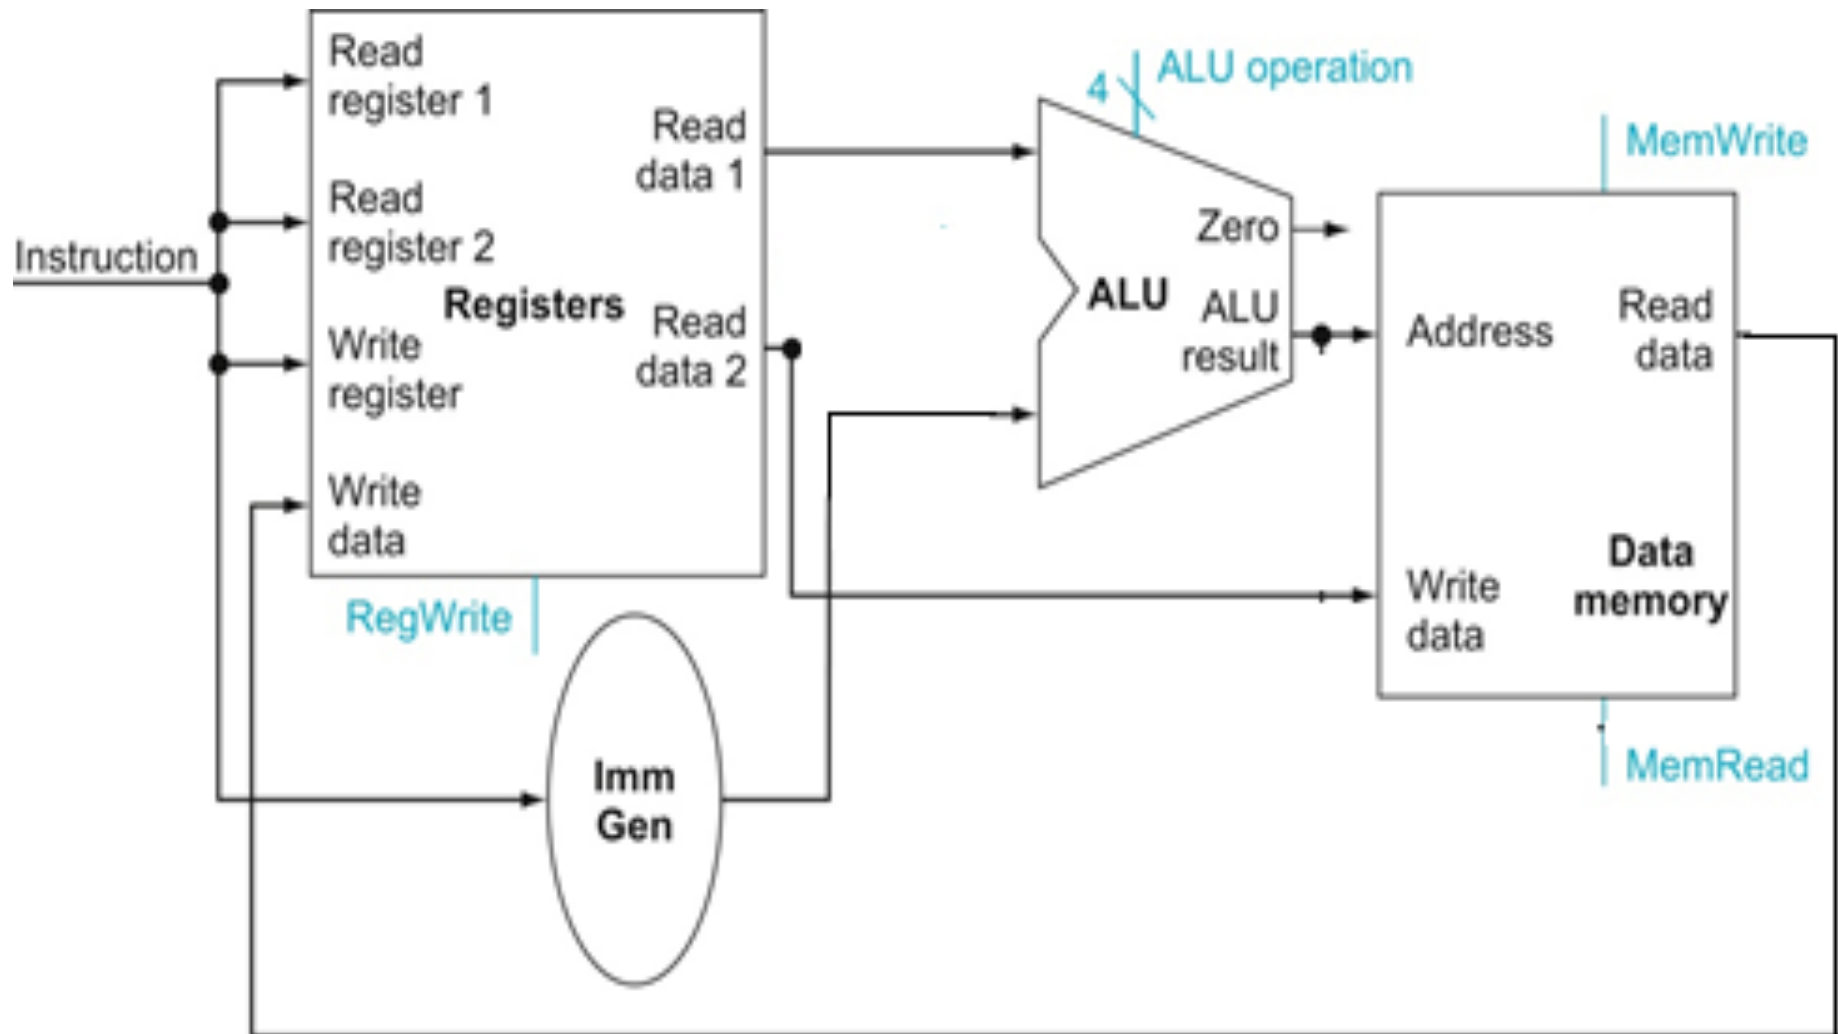 Instruction
Read
register 1
Read
register 2
Registers
Write
register
Write
data
Read
data 1
Read
data 2
RegWrite
Imm
Gen
4
ALU operation
Zero
ALU
ALU
result
MemWrite
Address
Read
data
Write
data
Data
memory
MemRead